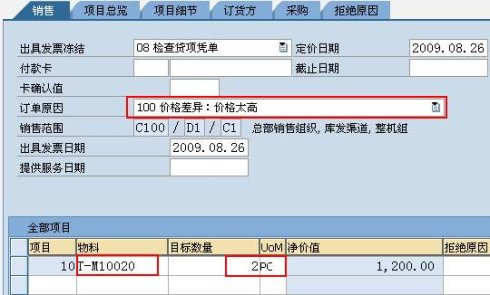 销售 项目总览 项目细节 订货方 采购 拒绝原因
出具发票冻结 08 检查贷项凭单 定价日期 2009.08.26
付款卡 截止日期
卡确认值
订单原因 100 价格差异:价格太高
销售范围 C100 / D1 / C1 总部销售组织, 库发渠道, 整机组
出具发票日期 2009.08.26
提供服务日期
全部项目
项目 物料 目标数量 UoM 净价值 拒绝原因
10 T-M10020 2 PC 1,200.00